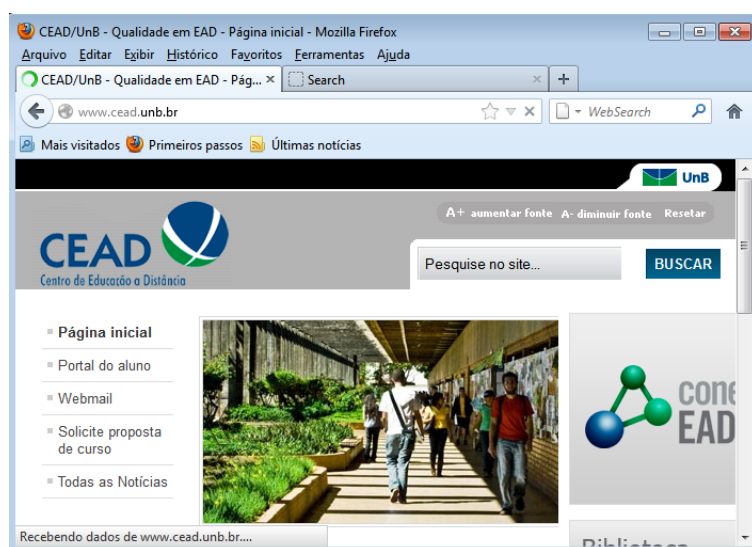 CEAD/UnB - Qualidade em EAD - Página inicial - Mozilla Firefox
Arquivo Editar Exibir Histórico Favoritos Ferramentas Ajuda
CEAD/UnB - Qualidade em EAD - Pág... Search
www.cead.unb.br WebSearch
Mais visitados Primeiros passos Últimas notícias
UnB
A+ aumentar fonte A- diminuir fonte Resetar
CEAD
Centro de Educação a Distância
Pesquise no site... BUSCAR
Página inicial
Portal do aluno
Webmail
Solicite proposta
de curso
Todas as Notícias
cone
EAD
Biblioteca
Recebendo dados de www.cead.unb.br....